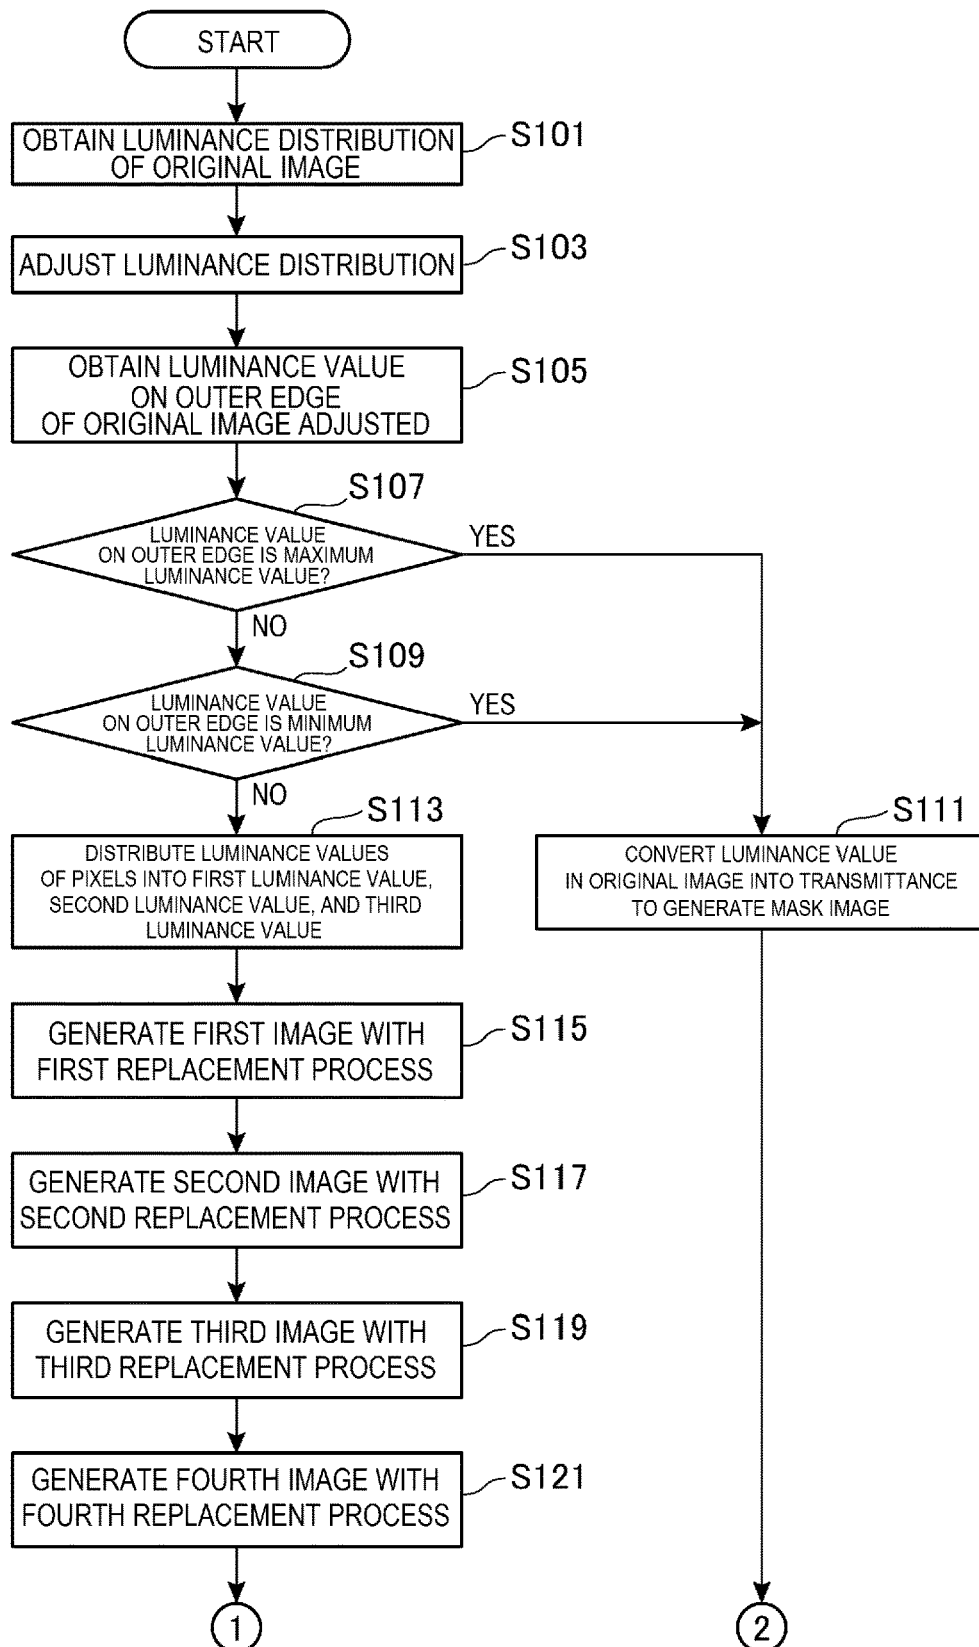 START
OBTAIN LUMINANCE DISTRIBUTION
OF ORIGINAL IMAGE
S101
ADJUST LUMINANCE DISTRIBUTION
S103
OBTAIN LUMINANCE VALUE
ON OUTER EDGE
OF ORIGINAL IMAGE ADJUSTED
S105
S107
LUMINANCE VALUE
ON OUTER EDGE IS MAXIMUM
LUMINANCE VALUE?
YES
NO
S109
LUMINANCE VALUE
ON OUTER EDGE IS MINIMUM
LUMINANCE VALUE?
YES
NO
S113
DISTRIBUTE LUMINANCE VALUES
OF PIXELS INTO FIRST LUMINANCE VALUE,
SECOND LUMINANCE VALUE, AND THIRD
LUMINANCE VALUE
S111
CONVERT LUMINANCE VALUE
IN ORIGINAL IMAGE INTO TRANSMITTANCE
TO GENERATE MASK IMAGE
GENERATE FIRST IMAGE WITH
FIRST REPLACEMENT PROCESS
S115
GENERATE SECOND IMAGE WITH
SECOND REPLACEMENT PROCESS
S117
GENERATE THIRD IMAGE WITH
THIRD REPLACEMENT PROCESS
S119
GENERATE FOURTH IMAGE WITH
FOURTH REPLACEMENT PROCESS
S121
1
2